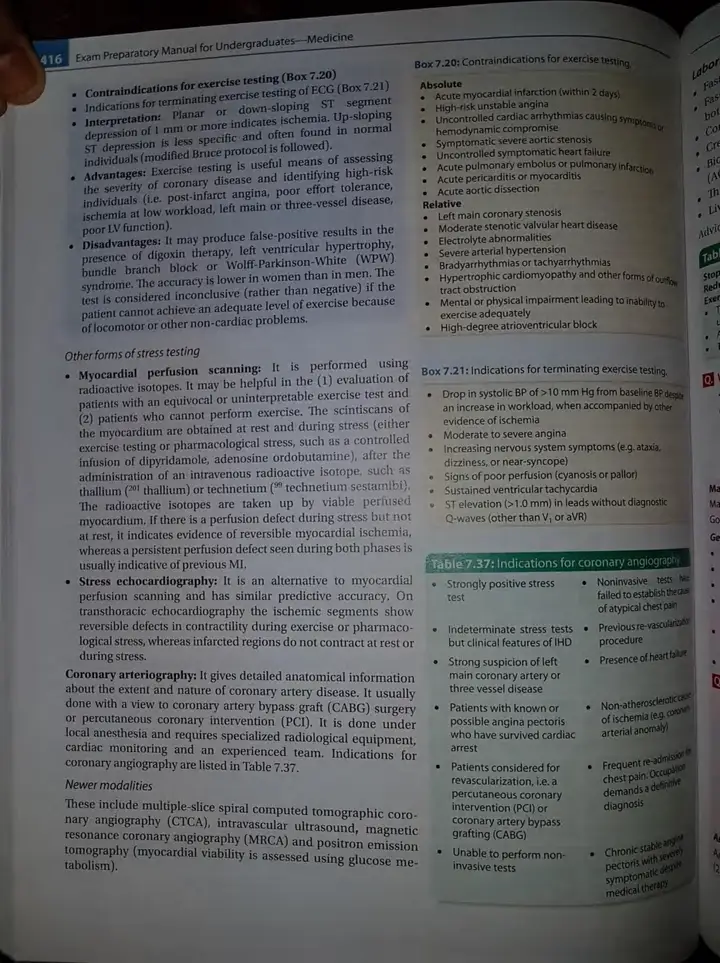 416 Exam Preparatory Manual for Undergraduates—Medicine
• Contraindications for exercise testing (Box 7.20)
• Indications for terminating exercise testing of ECG (Box 7.21)
• Interpretation: Planar or down-sloping ST segment
depression of 1 mm or more indicates ischemia. Up-sloping
ST depression is less specific and often found in normal
individuals (modified Bruce protocol is followed).
• Advantages: Exercise testing is useful means of assessing
the severity of coronary disease and identifying high-risk
individuals (i.e. post-infarct angina, poor effort tolerance,
ischemia at low workload, left main or three-vessel disease,
poor LV function).
• Disadvantages: It may produce false-positive results in the
presence of digoxin therapy, left ventricular hypertrophy,
bundle branch block or Wolff-Parkinson-White (WPW)
syndrome. The accuracy is lower in women than in men. The
test is considered inconclusive (rather than negative) if the
patient cannot achieve an adequate level of exercise because
of locomotor or other non-cardiac problems.
Other forms of stress testing
• Myocardial perfusion scanning: It is performed using
radioactive isotopes. It may be helpful in the (1) evaluation of
patients with an equivocal or uninterpretable exercise test and
(2) patients who cannot perform exercise. The scintiscans of
the myocardium are obtained at rest and during stress (either
exercise testing or pharmacological stress, such as a controlled
infusion of dipyridamole, adenosine ordobutamine), after the
administration of an intravenous radioactive isotope, such as
thallium (²⁰¹ thallium) or technetium (⁹⁹ technetium sestamibi).
The radioactive isotopes are taken up by viable perfused
myocardium. If there is a perfusion defect during stress but not
at rest, it indicates evidence of reversible myocardial ischemia,
whereas a persistent perfusion defect seen during both phases is
usually indicative of previous MI.
• Stress echocardiography: It is an alternative to myocardial
perfusion scanning and has similar predictive accuracy. On
transthoracic echocardiography the ischemic segments show
reversible defects in contractility during exercise or pharmaco-
logical stress, whereas infarcted regions do not contract at rest or
during stress.
Coronary arteriography: It gives detailed anatomical information
about the extent and nature of coronary artery disease. It usually
done with a view to coronary artery bypass graft (CABG) surgery
or percutaneous coronary intervention (PCI). It is done under
local anesthesia and requires specialized radiological equipment,
cardiac monitoring and an experienced team. Indications for
coronary angiography are listed in Table 7.37.
Newer modalities
These include multiple-slice spiral computed tomographic coro-
nary angiography (CTCA), intravascular ultrasound, magnetic
resonance coronary angiography (MRCA) and positron emission
tomography (myocardial viability is assessed using glucose me-
tabolism).
Box 7.20: Contraindications for exercise testing
Absolute
• Acute myocardial infarction (within 2 days)
• High-risk unstable angina
• Uncontrolled cardiac arrhythmias causing symptoms or
hemodynamic compromise
• Symptomatic severe aortic stenosis
• Uncontrolled symptomatic heart failure
• Acute pulmonary embolus or pulmonary infarction
• Acute pericarditis or myocarditis
• Acute aortic dissection
Relative
• Left main coronary stenosis
• Moderate stenotic valvular heart disease
• Electrolyte abnormalities
• Severe arterial hypertension
• Bradyarrhythmias or tachyarrhythmias
• Hypertrophic cardiomyopathy and other forms of outflow
tract obstruction
• Mental or physical impairment leading to inability to
exercise adequately
• High-degree atrioventricular block
Box 7.21: Indications for terminating exercise testing.
• Drop in systolic BP of >10 mm Hg from baseline BP despite
an increase in workload, when accompanied by other
evidence of ischemia
• Moderate to severe angina
• Increasing nervous system symptoms (e.g. ataxia,
dizziness, or near-syncope)
• Signs of poor perfusion (cyanosis or pallor)
• Sustained ventricular tachycardia
• ST elevation (>1.0 mm) in leads without diagnostic
Q-waves (other than V₁ or aVR)
Table 7.37: Indications for coronary angiography
• Strongly positive stress
test
• Noninvasive tests
failed to establish the cause
of atypical chest pain
• Indeterminate stress tests
but clinical features of IHD
• Previous re-vascularization
procedure
• Strong suspicion of left
main coronary artery or
three vessel disease
• Presence of heart failure
• Patients with known or
possible angina pectoris
who have survived cardiac
arrest
• Non-atherosclerotic cause
of ischemia (e.g. coronary
arterial anomaly)
• Patients considered for
revascularization, i.e. a
percutaneous coronary
intervention (PCI) or
coronary artery bypass
grafting (CABG)
• Frequent re-admission
chest pain. Occupation
demands a definitive
diagnosis
• Unable to perform non-
invasive tests
• Chronic stable angina
pectoris with severely
symptomatic despite
medical therapy